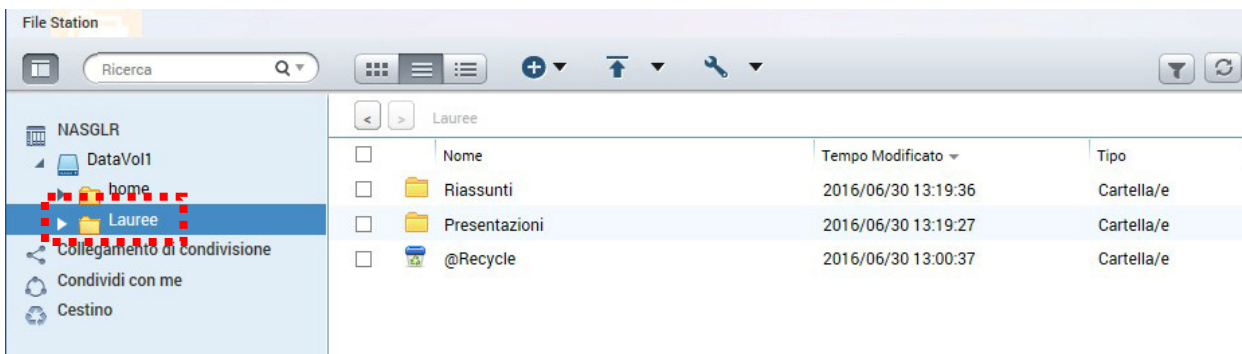 File Station
Ricerca
NASGLR
DataVol1
home
Lauree
Collegamento di condivisione
Condividi con me
Cestino
< > Lauree
Nome Tempo Modificato Tipo
Riassunti 2016/06/30 13:19:36 Cartella/e
Presentazioni 2016/06/30 13:19:27 Cartella/e
@Recycle 2016/06/30 13:00:37 Cartella/e